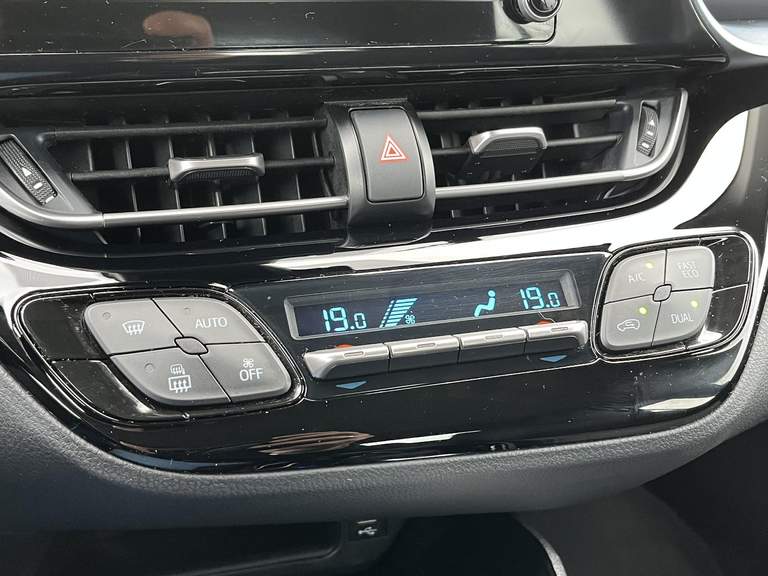 19.0
19.0
AUTO
OFF
A/C
FAST
ECO
DUAL